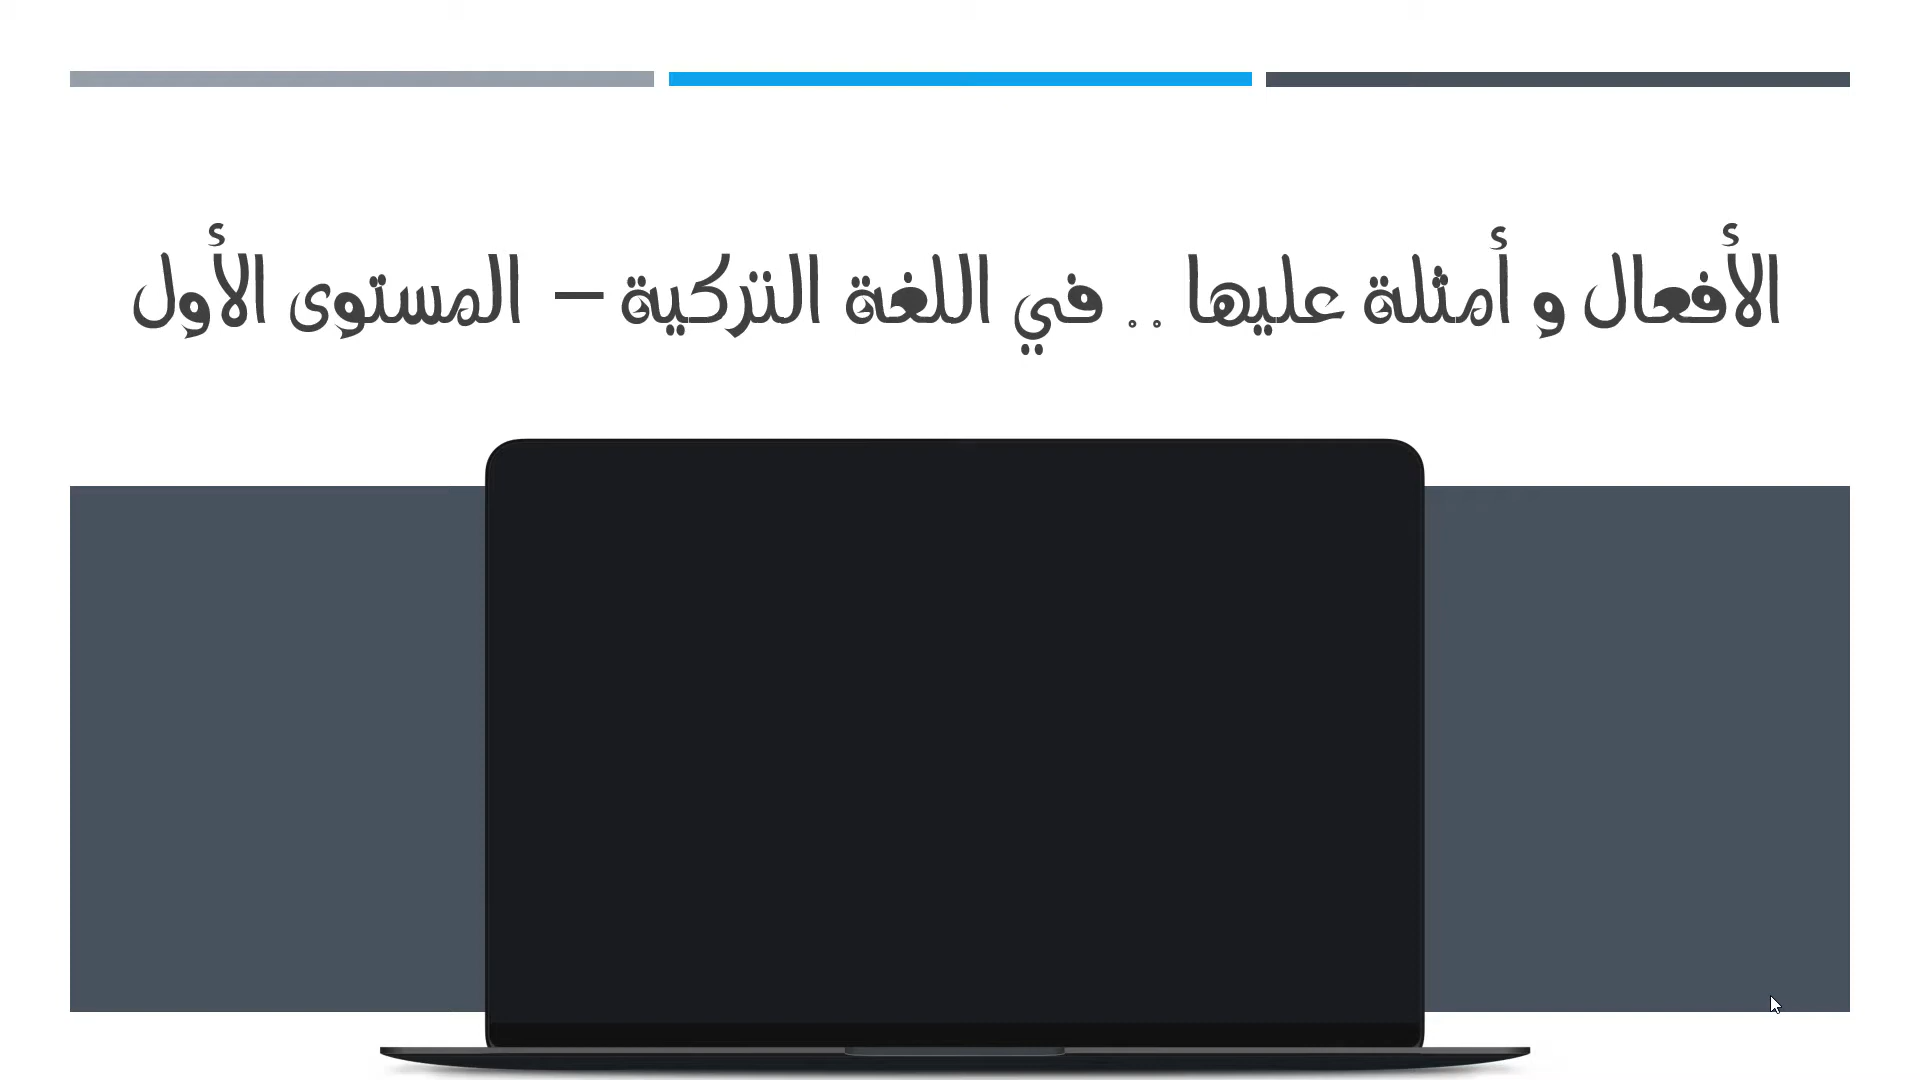 الأفعال و أمثلة عليها .. في اللغة التركية – المستوى الأول